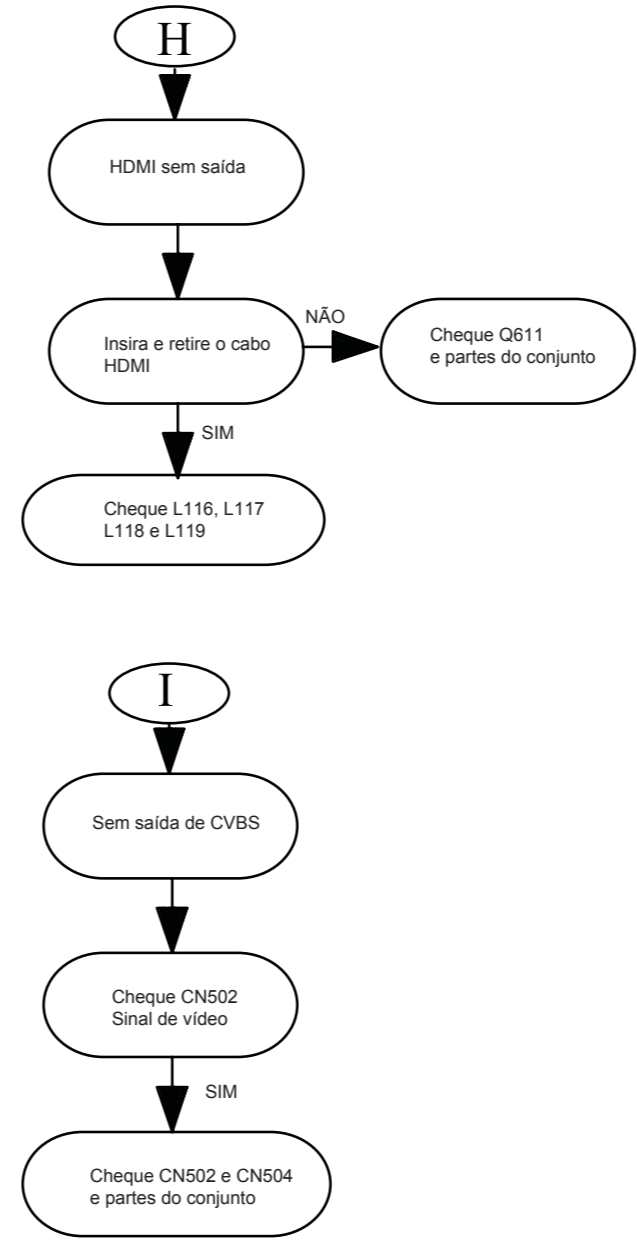 H
HDMI sem saída
Insira e retire o cabo
HDMI
NÃO
Cheque Q611
e partes do conjunto
SIM
Cheque L116, L117
L118 e L119
I
Sem saída de CVBS
Cheque CN502
Sinal de vídeo
SIM
Cheque CN502 e CN504
e partes do conjunto